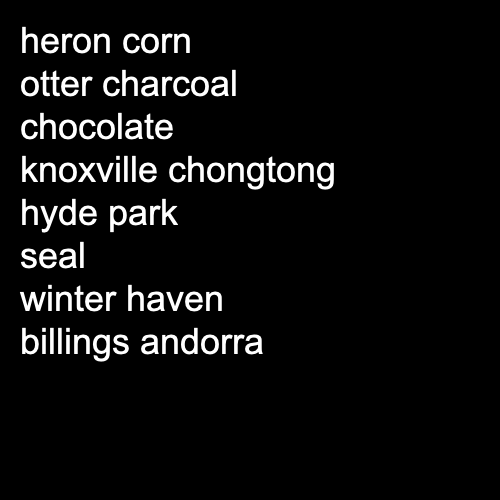 heron corn
otter charcoal
chocolate
knoxville chongtong
hyde park
seal
winter haven
billings andorra